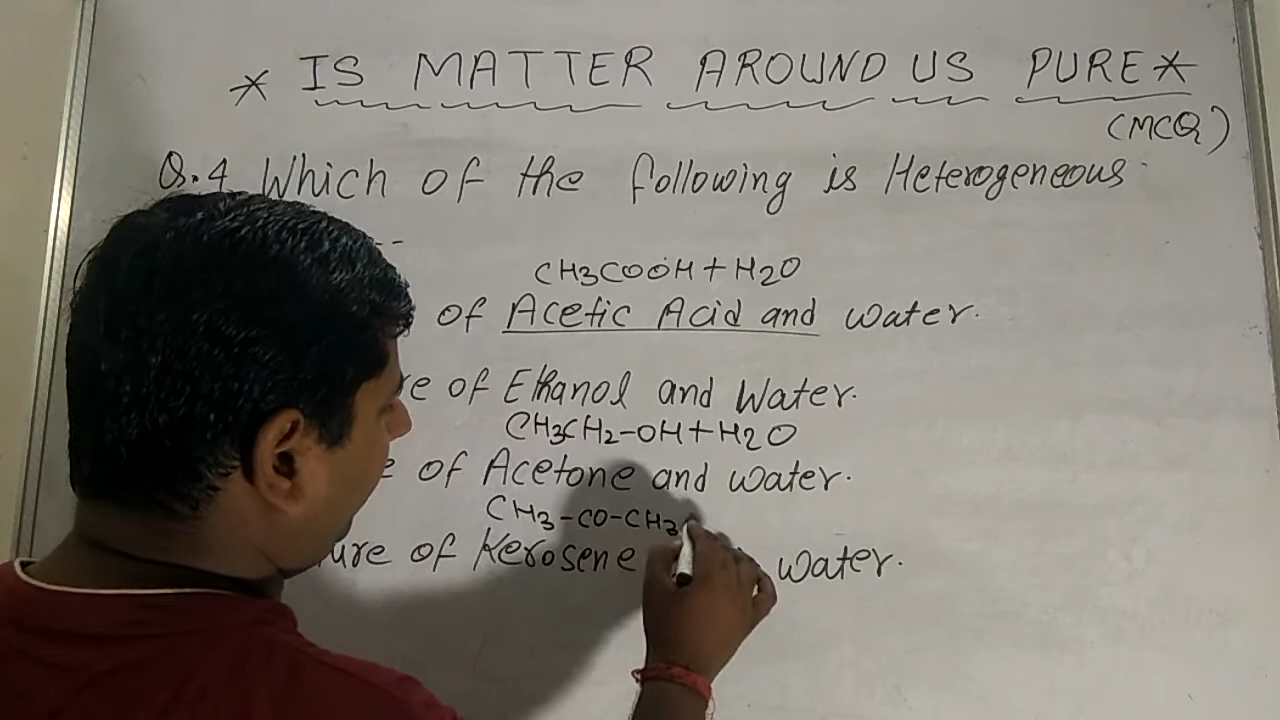 * IS MATTER AROUND US PURE *
(MCQ)
Q.4 Which of the following is Heterogeneous
--
CH3COOH + H2O
of Acetic Acid and water.
re of Ethanol and Water.
CH3CH2-OH + H2O
e of Acetone and water.
CH3-CO-CH3
ure of Kerosene water.